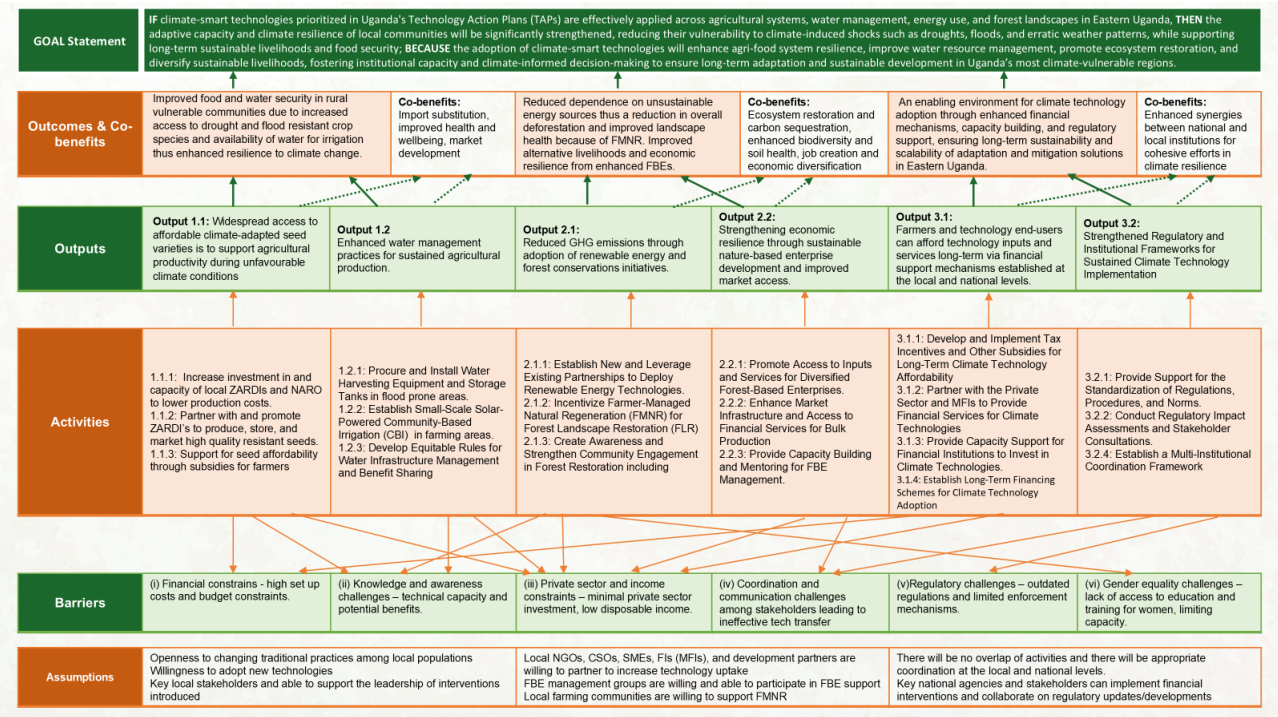 GOAL Statement
IF climate-smart technologies prioritized in Uganda's Technology Action Plans (TAPs) are effectively applied across agricultural systems, water management, energy use, and forest landscapes in Eastern Uganda, THEN the
adaptive capacity and climate resilience of local communities will be significantly strengthened, reducing their vulnerability to climate-induced shocks such as droughts, floods, and erratic weather patterns, while supporting
long-term sustainable livelihoods and food security; BECAUSE the adoption of climate-smart technologies will enhance agri-food system resilience, improve water resource management, promote ecosystem restoration, and
diversify sustainable livelihoods, fostering institutional capacity and climate-informed decision-making to ensure long-term adaptation and sustainable development in Uganda's most climate-vulnerable regions.
Outcomes & Co-
benefits
Improved food and water security in rural
vulnerable communities due to increased
access to drought and flood resistant crop
species and availability of water for irrigation
thus enhanced resilience to climate change.
Co-benefits:
Import substitution,
improved health and
wellbeing, market
development
Reduced dependence on unsustainable
energy sources thus a reduction in overall
deforestation and improved landscape
health because of FMNR. Improved
alternative livelihoods and economic
resilience from enhanced FBEs.
Co-benefits:
Ecosystem restoration and
carbon sequestration,
enhanced biodiversity and
soil health, job creation and
economic diversification
An enabling environment for climate technology
adoption through enhanced financial
mechanisms, capacity building, and regulatory
support, ensuring long-term sustainability and
scalability of adaptation and mitigation solutions
in Eastern Uganda.
Co-benefits:
Enhanced synergies
between national and
local institutions for
cohesive efforts in
climate resilience
Outputs
Output 1.1: Widespread access to
affordable climate-adapted seed
varieties is to support agricultural
productivity during unfavourable
climate conditions
Output 1.2
Enhanced water management
practices for sustained agricultural
production.
Output 2.1:
Reduced GHG emissions through
adoption of renewable energy and
forest conservations initiatives.
Output 2.2:
Strengthening economic
resilience through sustainable
nature-based enterprise
development and improved
market access.
Output 3.1:
Farmers and technology end-users
can afford technology inputs and
services long-term via financial
support mechanisms established at
the local and national levels.
Output 3.2:
Strengthened Regulatory and
Institutional Frameworks for
Sustained Climate Technology
Implementation
Activities
1.1.1: Increase investment in and
capacity of local ZARDIs and NARO
to lower production costs.
1.1.2: Partner with and promote
ZARDI's to produce, store, and
market high quality resistant seeds.
1.1.3: Support for seed affordability
through subsidies for farmers
1.2.1: Procure and Install Water
Harvesting Equipment and Storage
Tanks in flood prone areas.
1.2.2: Establish Small-Scale Solar-
Powered Community-Based
Irrigation (CBI) in farming areas.
1.2.3: Develop Equitable Rules for
Water Infrastructure Management
and Benefit Sharing
2.1.1: Establish New and Leverage
Existing Partnerships to Deploy
Renewable Energy Technologies.
2.1.2: Incentivize Farmer-Managed
Natural Regeneration (FMNR) for
Forest Landscape Restoration (FLR)
2.1.3: Create Awareness and
Strengthen Community Engagement
in Forest Restoration including
2.2.1: Promote Access to Inputs
and Services for Diversified
Forest-Based Enterprises.
2.2.2: Enhance Market
Infrastructure and Access to
Financial Services for Bulk
Production
2.2.3: Provide Capacity Building
and Mentoring for FBE
Management.
3.1.1: Develop and Implement Tax
Incentives and Other Subsidies for
Long-Term Climate Technology
Affordability
3.1.2: Partner with the Private
Sector and MFIs to Provide
Financial Services for Climate
Technologies
3.1.3: Provide Capacity Support for
Financial Institutions to Invest in
Climate Technologies.
3.1.4: Establish Long-Term Financing
Schemes for Climate Technology
Adoption
3.2.1: Provide Support for the
Standardization of Regulations,
Procedures, and Norms.
3.2.2: Conduct Regulatory Impact
Assessments and Stakeholder
Consultations.
3.2.4: Establish a Multi-Institutional
Coordination Framework
Barriers
(i) Financial constrains - high set up
costs and budget constraints.
(ii) Knowledge and awareness
challenges – technical capacity and
potential benefits.
(iii) Private sector and income
constraints – minimal private sector
investment, low disposable income.
(iv) Coordination and
communication challenges
among stakeholders leading to
ineffective tech transfer
(v)Regulatory challenges – outdated
regulations and limited enforcement
mechanisms.
(vi) Gender equality challenges –
lack of access to education and
training for women, limiting
capacity.
Assumptions
Openness to changing traditional practices among local populations
Willingness to adopt new technologies
Key local stakeholders and able to support the leadership of interventions
introduced
Local NGOs, CSOs, SMEs, FIs (MFIs), and development partners are
willing to partner to increase technology uptake
FBE management groups are willing and able to participate in FBE support
Local farming communities are willing to support FMNR
There will be no overlap of activities and there will be appropriate
coordination at the local and national levels.
Key national agencies and stakeholders can implement financial
interventions and collaborate on regulatory updates/developments